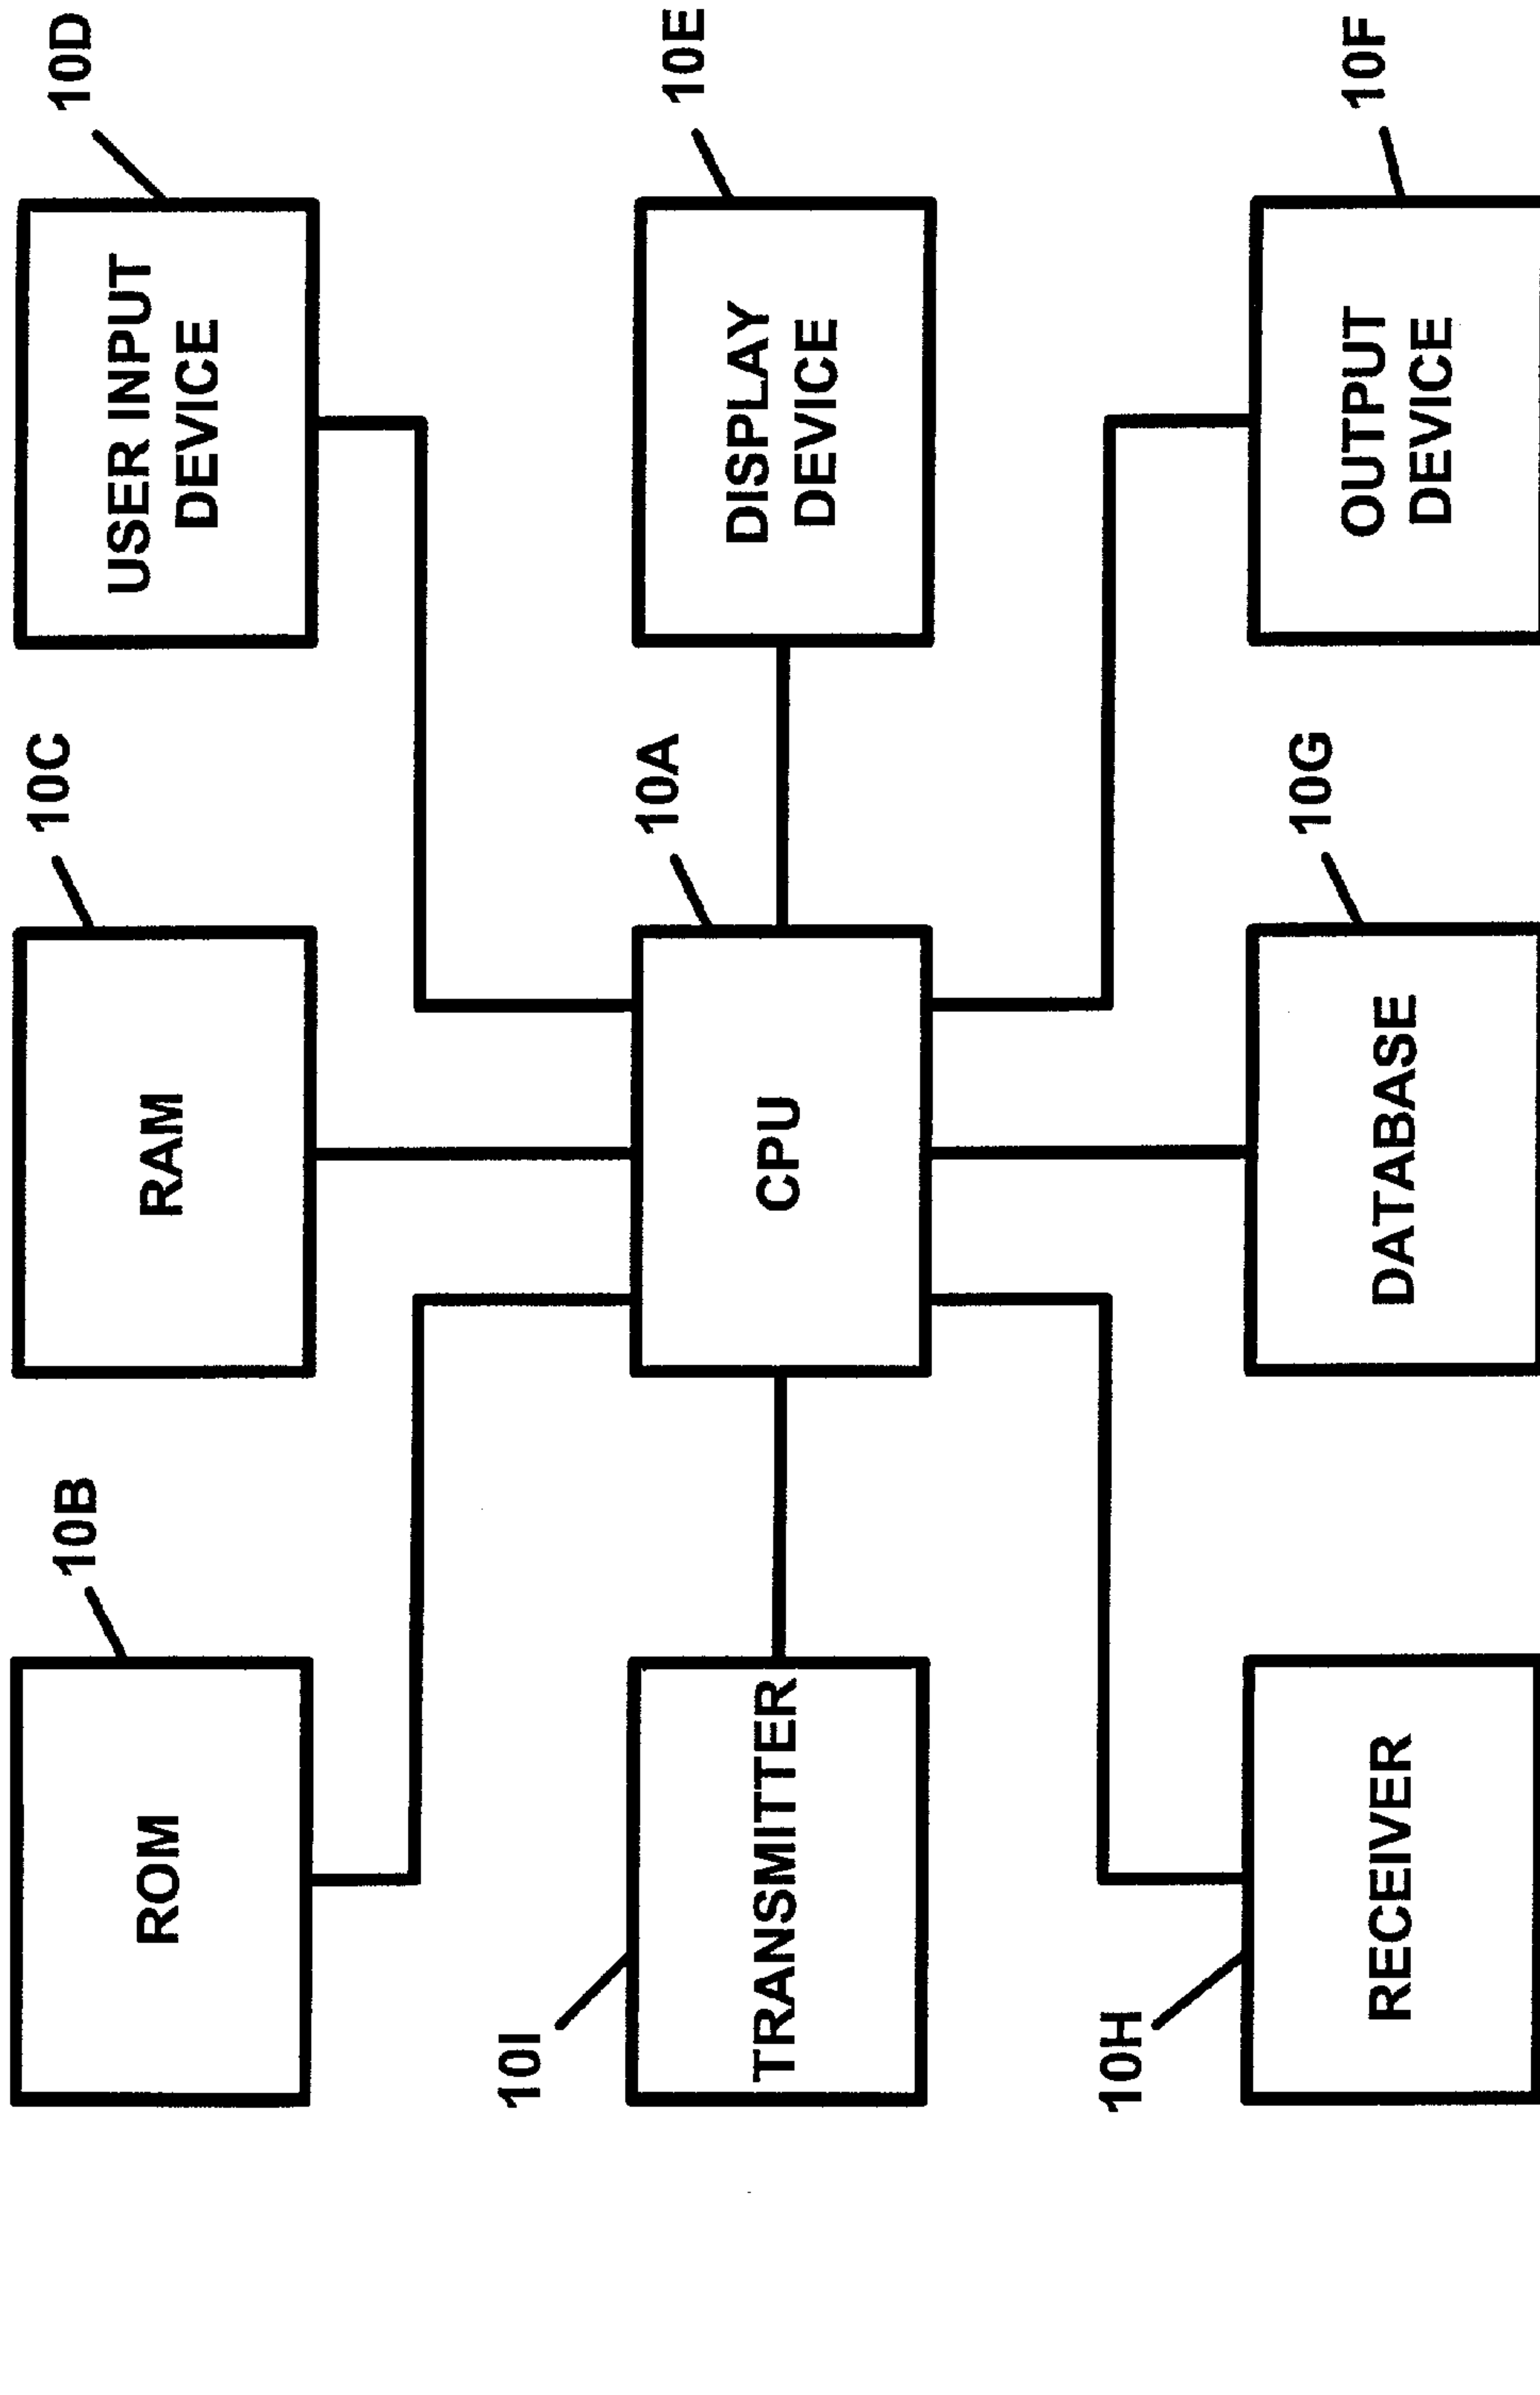 10B
ROM
10C
RAM
10D
USER INPUT
DEVICE
10I
TRANSMITTER
10A
CPU
10E
DISPLAY
DEVICE
10H
RECEIVER
10G
DATABASE
10F
OUTPUT
DEVICE